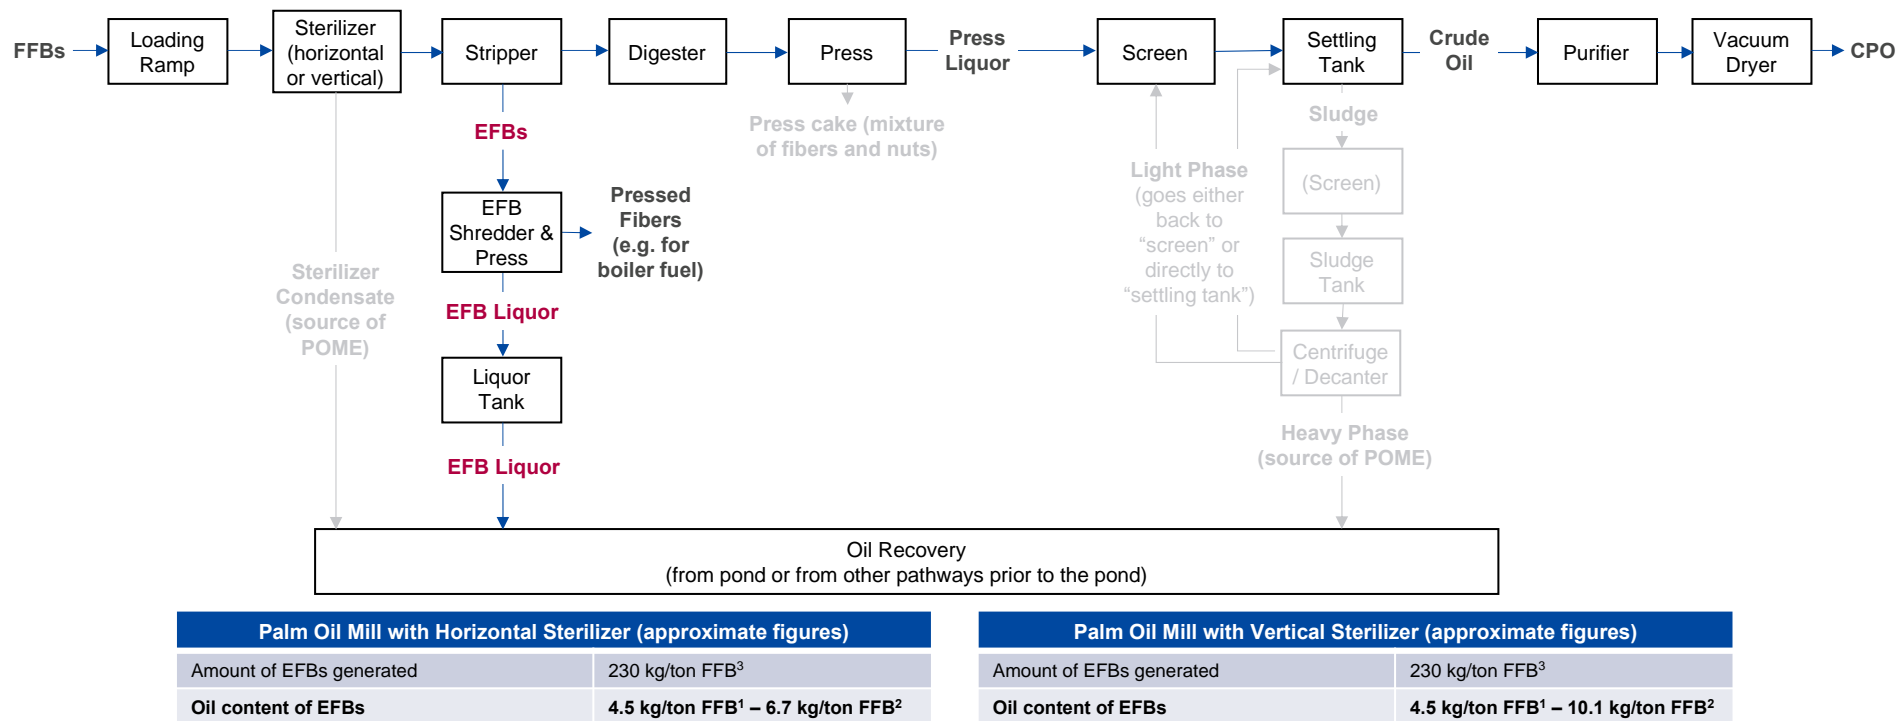 FFBs
Loading
Ramp
Sterilizer
(horizontal
or vertical)
Stripper
Digester
Press
Press
Liquor
Screen
Settling
Tank
Crude
Oil
Purifier
Vacuum
Dryer
CPO
EFBs
Press cake (mixture
of fibers and nuts)
Sludge
Light Phase
(goes either
back to
“screen” or
directly to
“settling tank”)
(Screen)
EFB
Shredder &
Press
Pressed
Fibers
(e.g. for
boiler fuel)
Sludge
Tank
Sterilizer
Condensate
(source of
POME)
EFB Liquor
Centrifuge
/ Decanter
Liquor
Tank
Heavy Phase
(source of POME)
EFB Liquor
Oil Recovery
(from pond or from other pathways prior to the pond)
Palm Oil Mill with Horizontal Sterilizer (approximate figures)
Amount of EFBs generated 230 kg/ton FFB³
Oil content of EFBs 4.5 kg/ton FFB¹ – 6.7 kg/ton FFB²
Palm Oil Mill with Vertical Sterilizer (approximate figures)
Amount of EFBs generated 230 kg/ton FFB³
Oil content of EFBs 4.5 kg/ton FFB¹ – 10.1 kg/ton FFB²